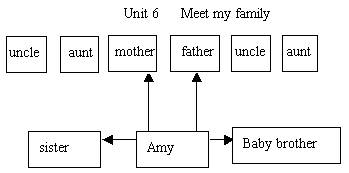 Unit 6 Meet my family
uncle aunt mother father uncle aunt
sister Amy Baby brother